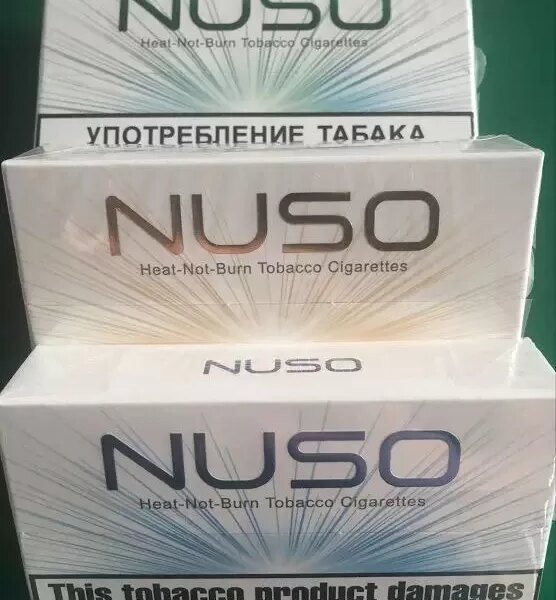 NUSO
Heat-Not-Burn Tobacco Cigarettes
УПОТРЕБЛЕНИЕ ТАБАКА
NUSO
Heat-Not-Burn Tobacco Cigarettes
NUSO
NUSO
Heat-Not-Burn Tobacco Cigarettes
This tobacco product damages